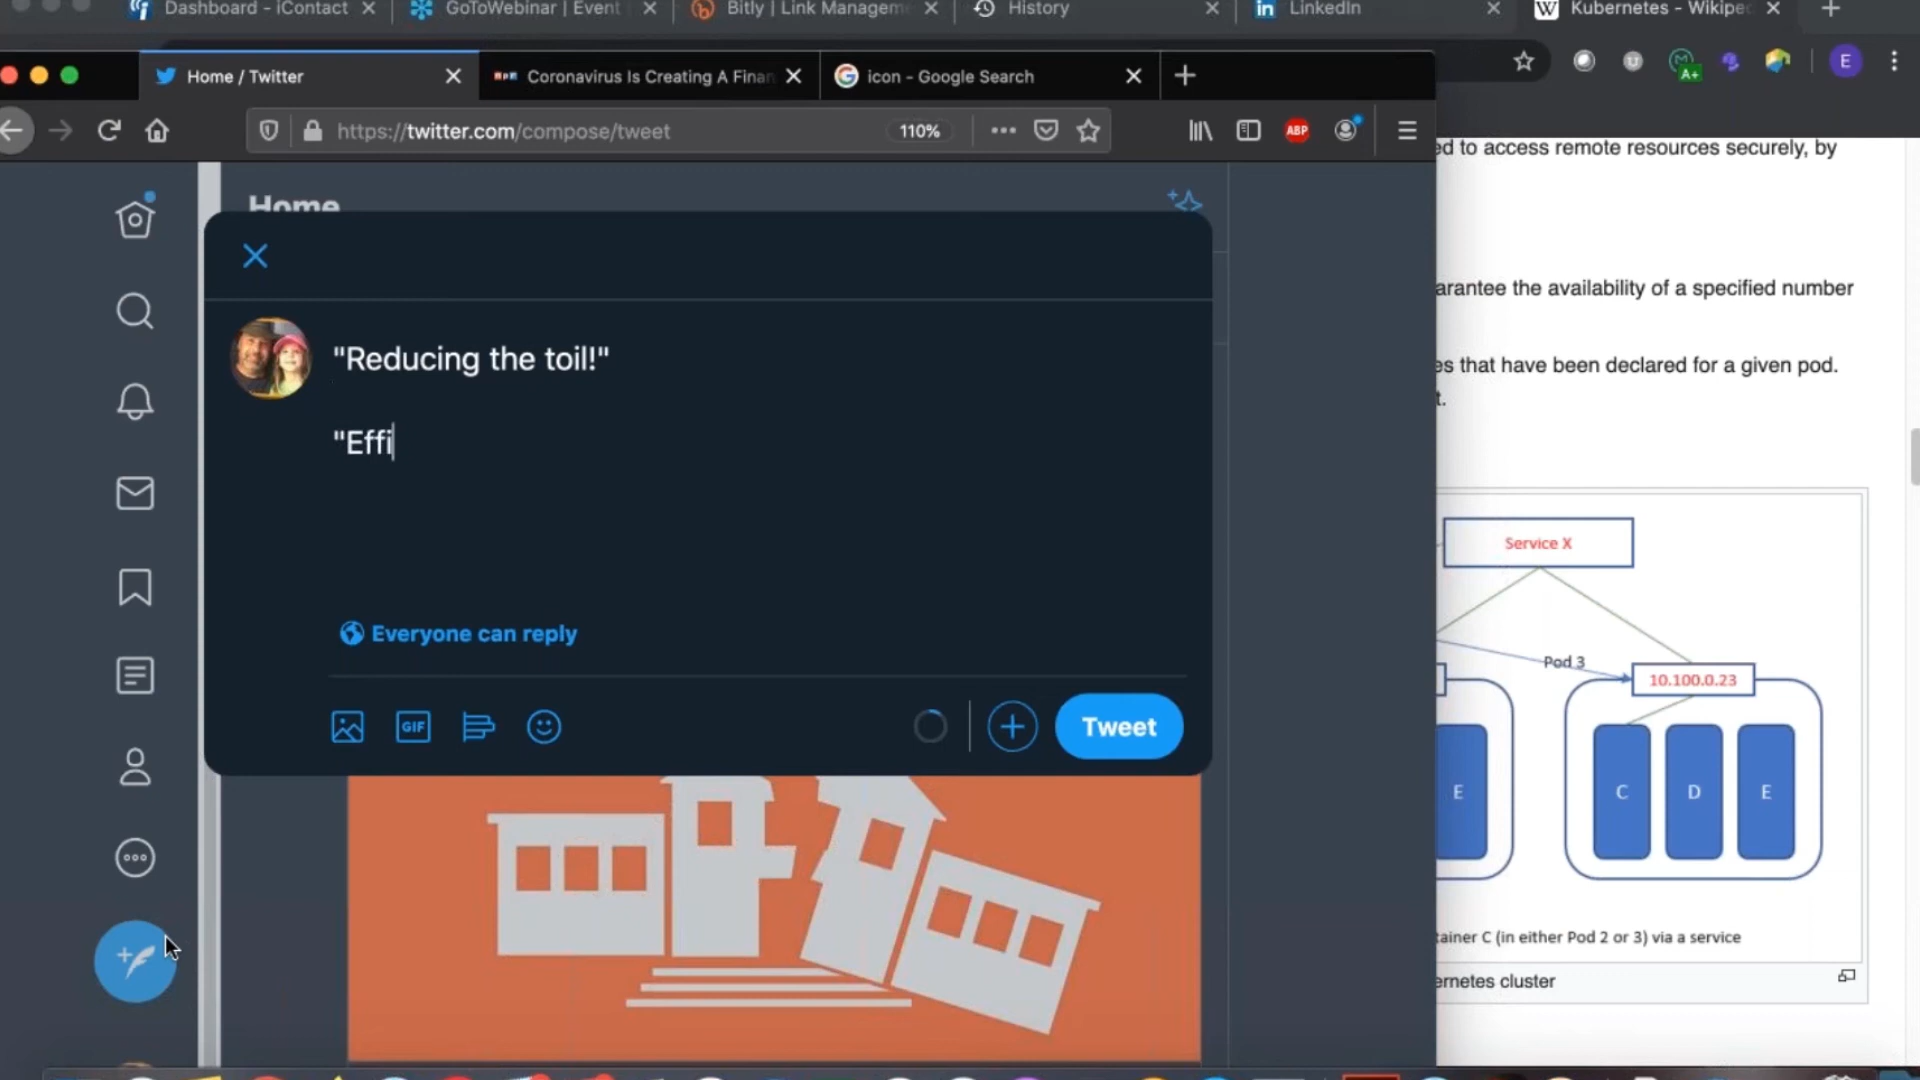 Dashboard - iContact
GoToWebinar | Event
Bitly | Link Managem
History
LinkedIn
Kubernetes - Wikipe
Home / Twitter
NPR Coronavirus Is Creating A Finan
icon - Google Search
E
A+
https://twitter.com/compose/tweet
110%
ABP
ed to access remote resources securely, by
Home
"Reducing the toil!"
"Effi
arantee the availability of a specified number
es that have been declared for a given pod.
t.
Everyone can reply
GIF
Tweet
Service X
Pod 3
10.100.0.23
E
C
D
E
tainer C (in either Pod 2 or 3) via a service
ernetes cluster